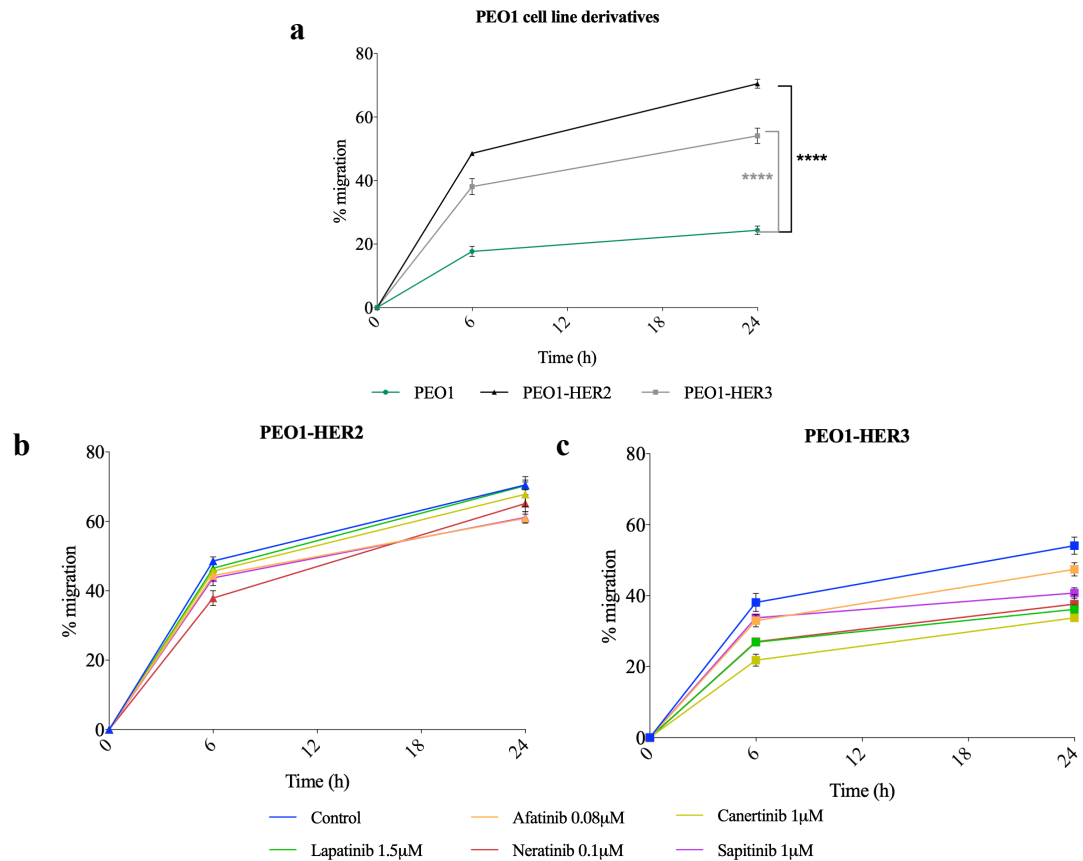 a
PEO1 cell line derivatives
80
60
40
20
0
% migration
****
****
0
6
12
18
24
Time (h)
PEO1
PEO1-HER2
PEO1-HER3
b
PEO1-HER2
80
60
40
20
0
% migration
0
6
12
18
24
Time (h)
c
PEO1-HER3
80
60
40
20
0
% migration
0
6
12
18
24
Time (h)
Control
Afatinib 0.08μM
Canertinib 1μM
Lapatinib 1.5μM
Neratinib 0.1μM
Sapitinib 1μM